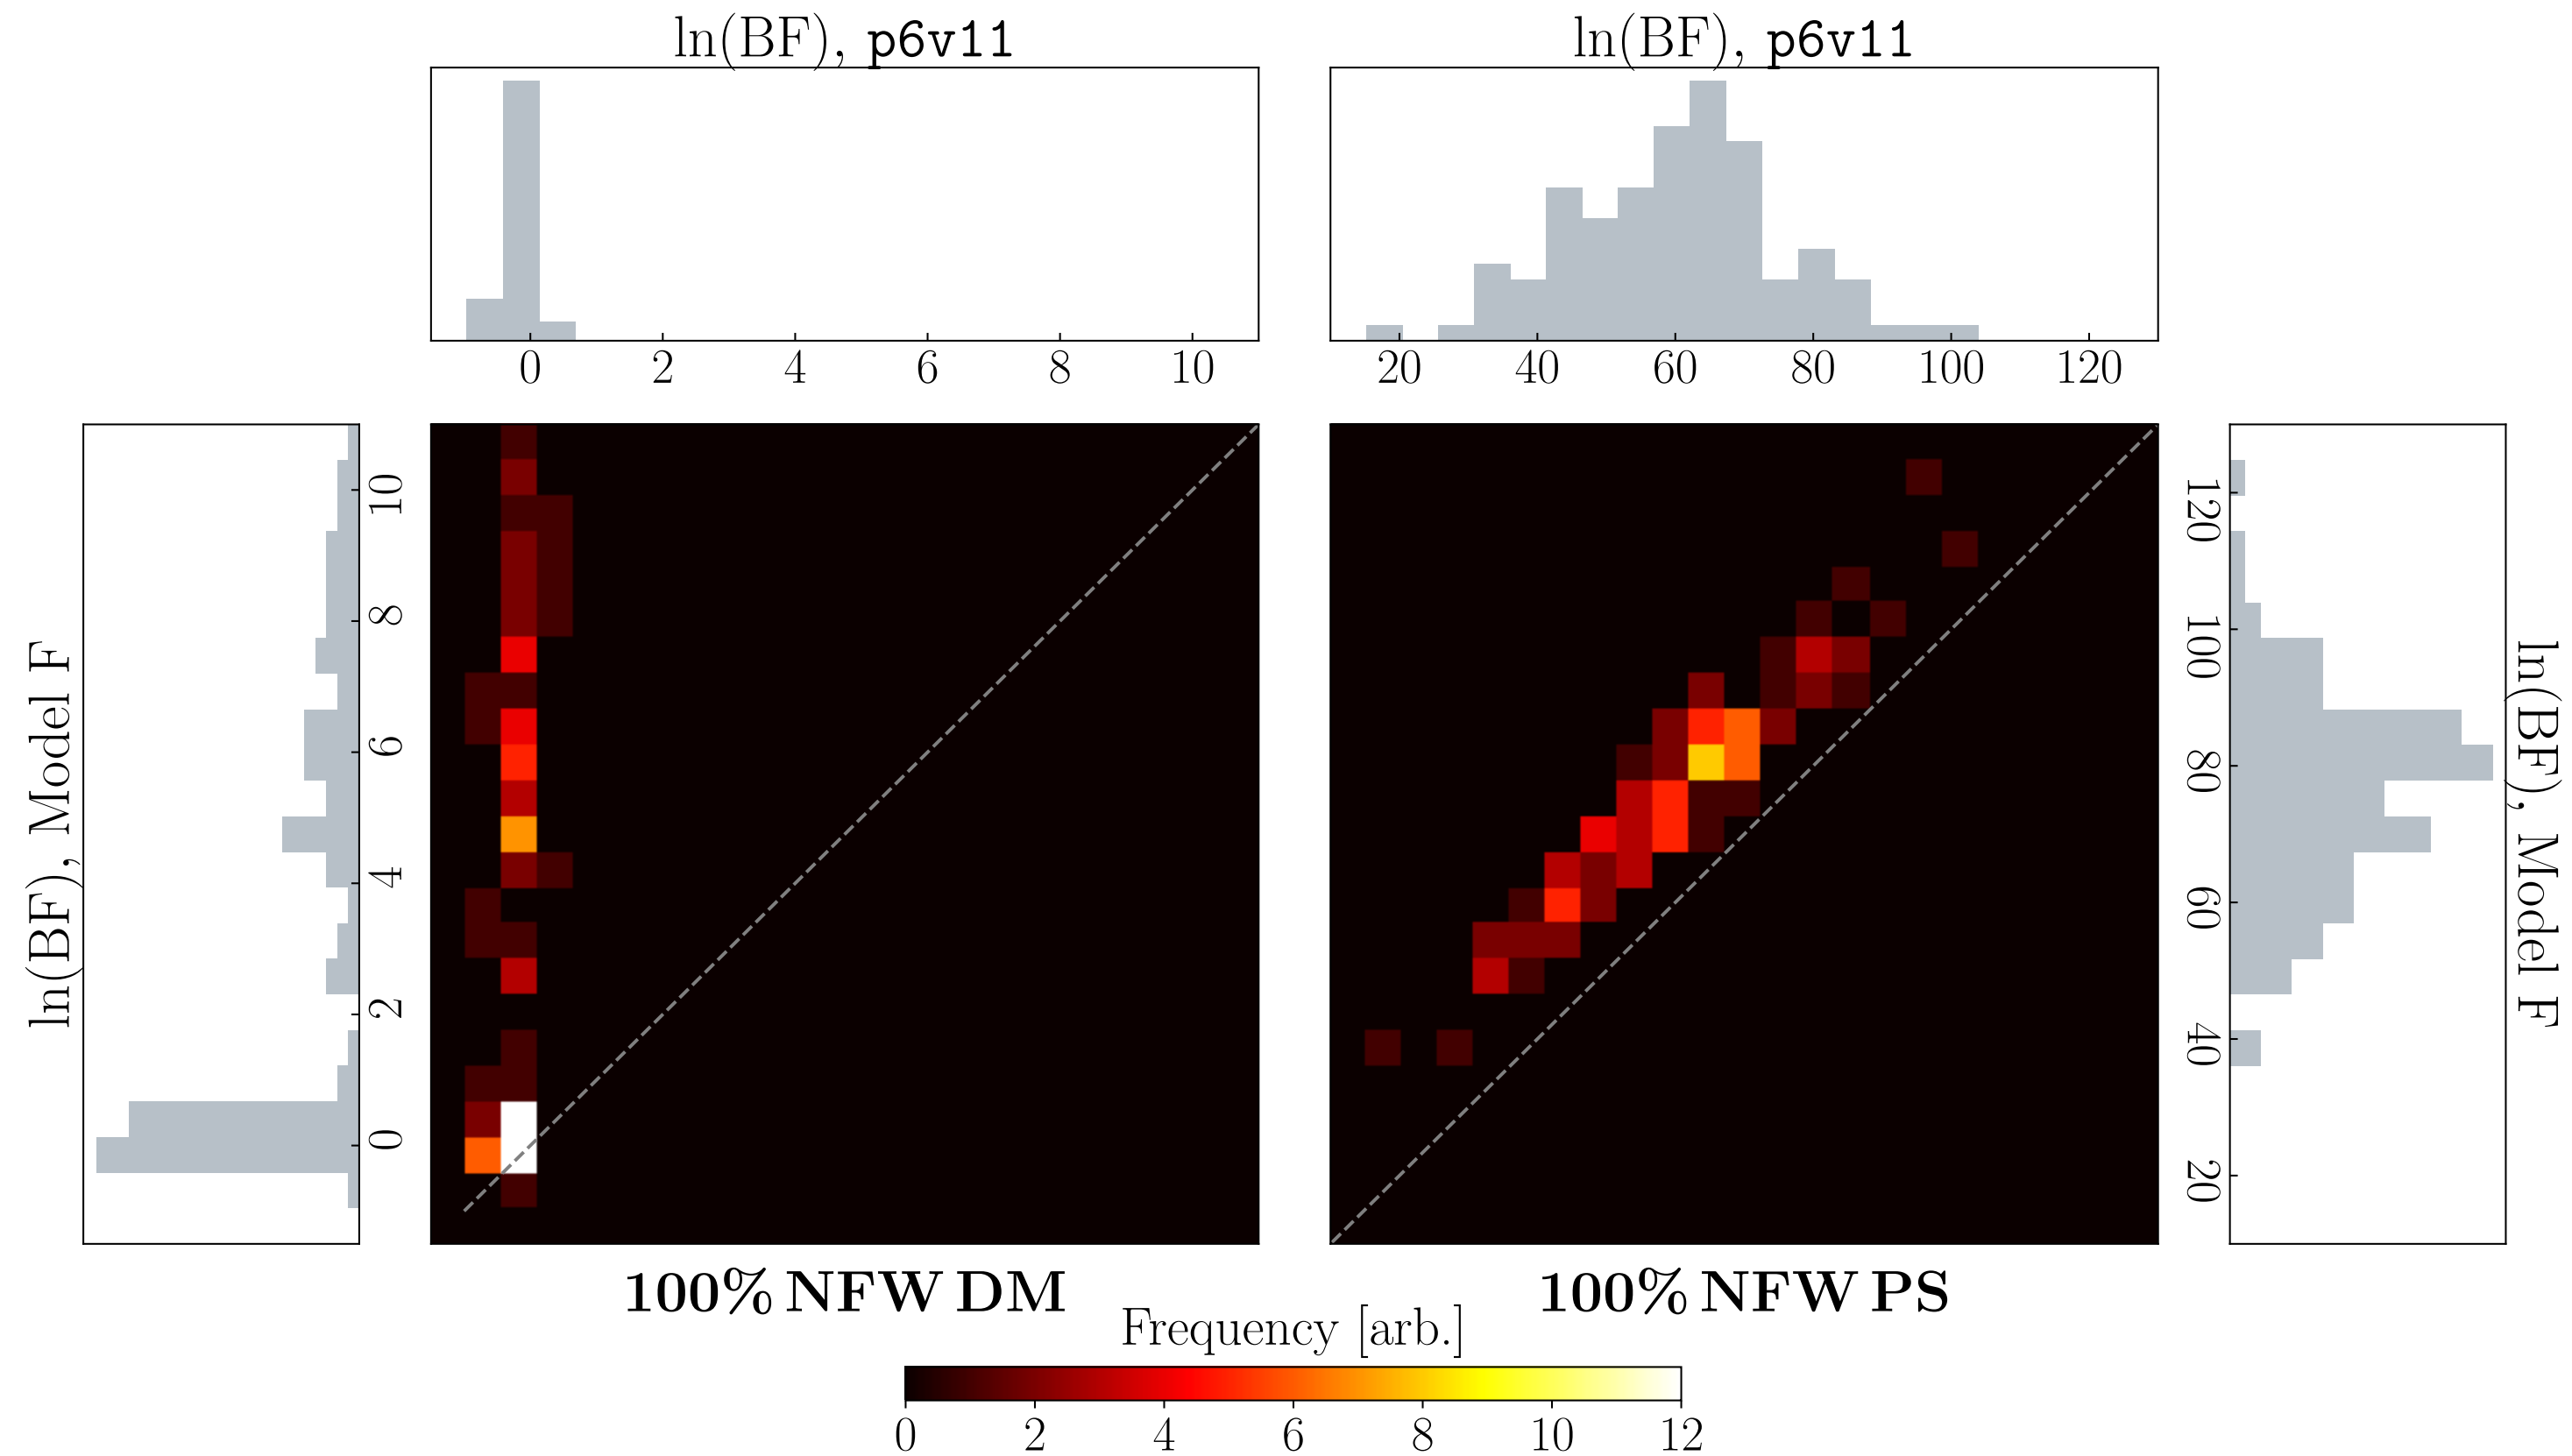 ln(BF), p6v11
ln(BF), p6v11
0 2 4 6 8 10
20 40 60 80 100 120
ln(BF), Model F
10
8
6
4
2
0
120
100
80
60
40
20
ln(BF), Model F
100% NFW DM
100% NFW PS
Frequency [arb.]
0 2 4 6 8 10 12